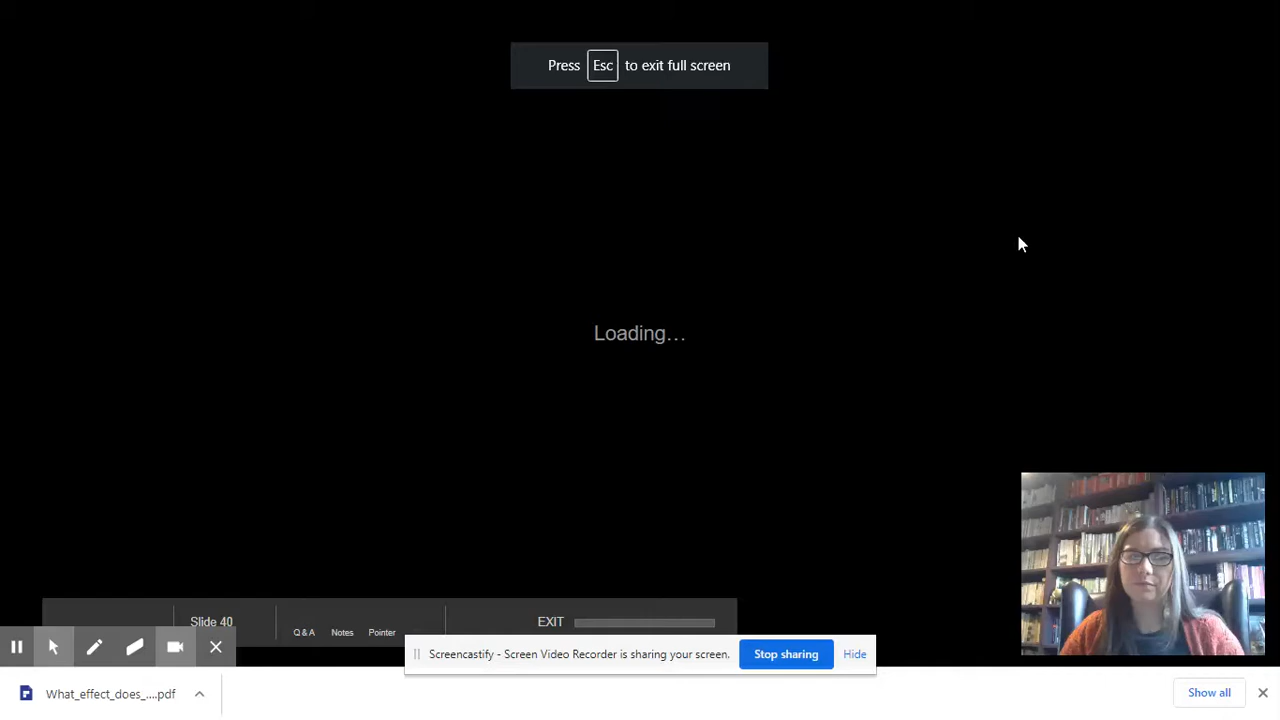 Press Esc to exit full screen
Loading...
Slide 40
Q & A Notes Pointer
EXIT
Screencastify - Screen Video Recorder is sharing your screen. Stop sharing Hide
What_effect_does_....pdf
Show all